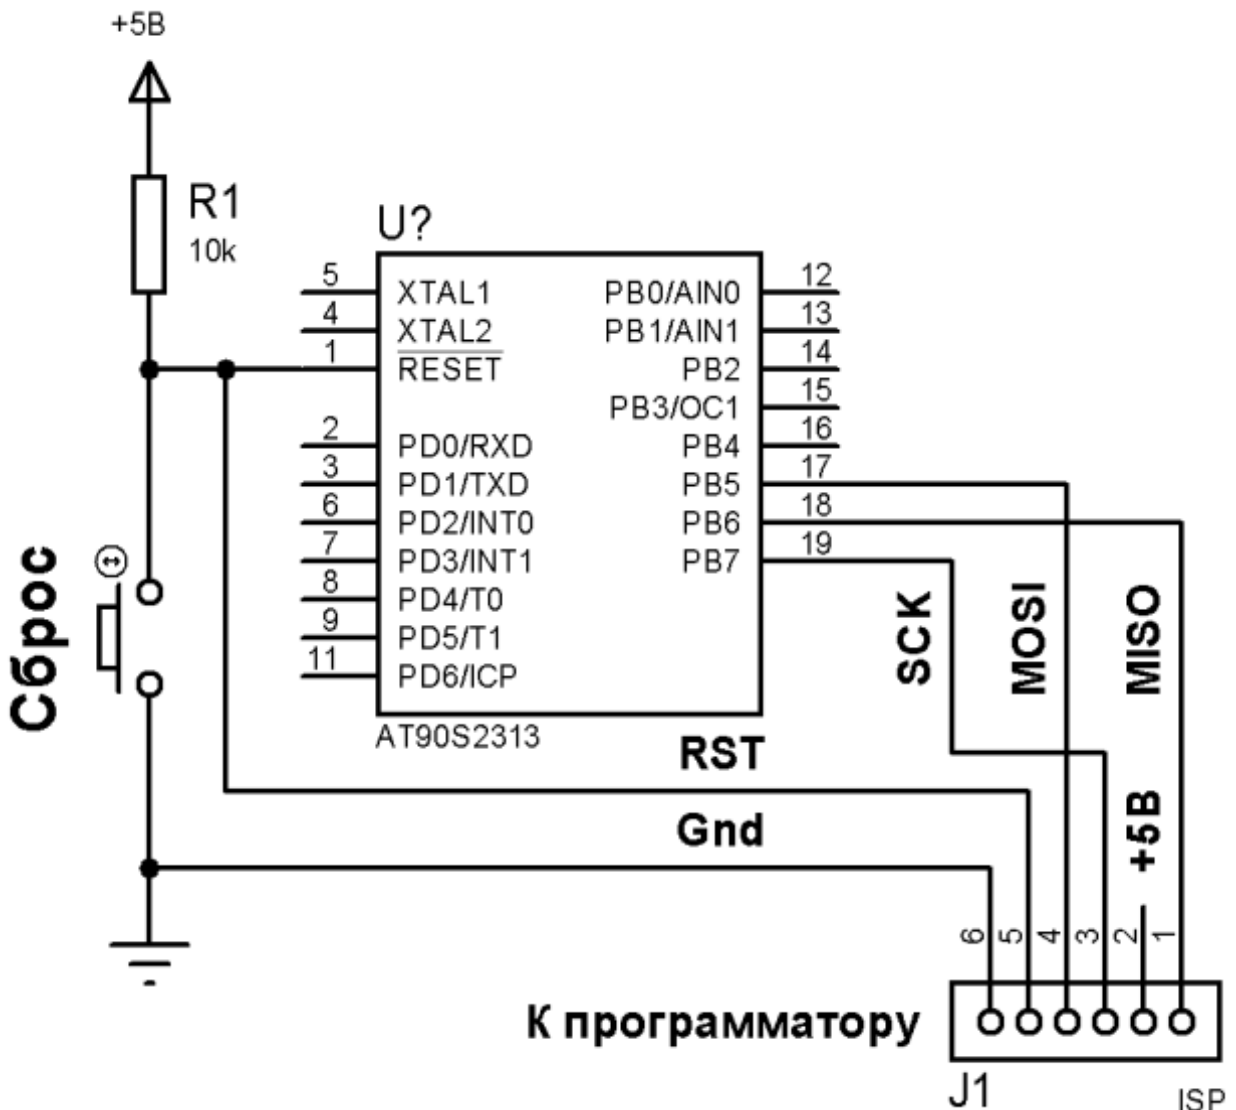 +5В
R1
10k
U?
5 XTAL1 PB0/AIN0 12
4 XTAL2 PB1/AIN1 13
1 RESET PB2 14
PB3/OC1 15
2 PD0/RXD PB4 16
3 PD1/TXD PB5 17
6 PD2/INT0 PB6 18
7 PD3/INT1 PB7 19
8 PD4/T0
9 PD5/T1
11 PD6/ICP
AT90S2313
Сброс
SCK
MOSI
MISO
RST
Gnd
+5В
6 5 4 3 2 1
К программатору
J1
ISP